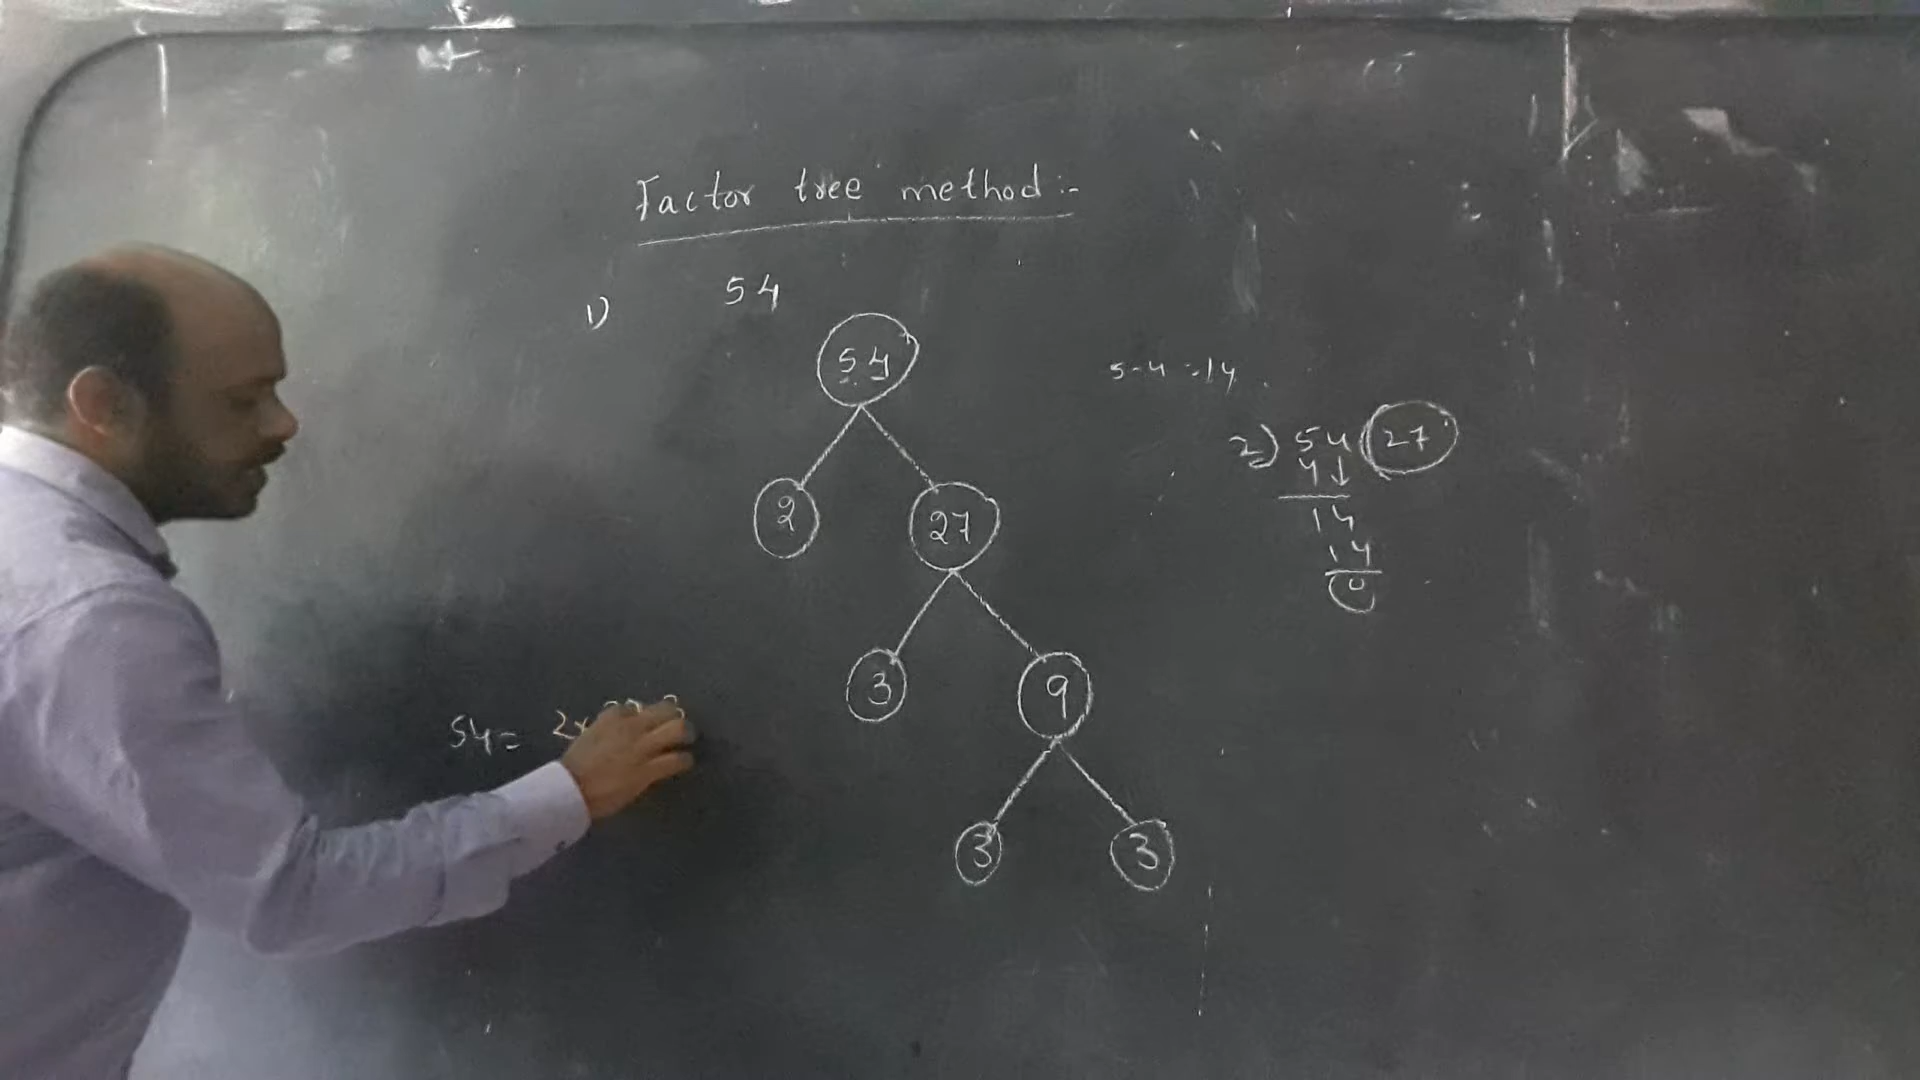 Factor tree method :-
1) 54
54
2 27
3 9
3 3
5-4 = 14
2) 54 ( 27
4 ↓
14
14
0
54 = 2x